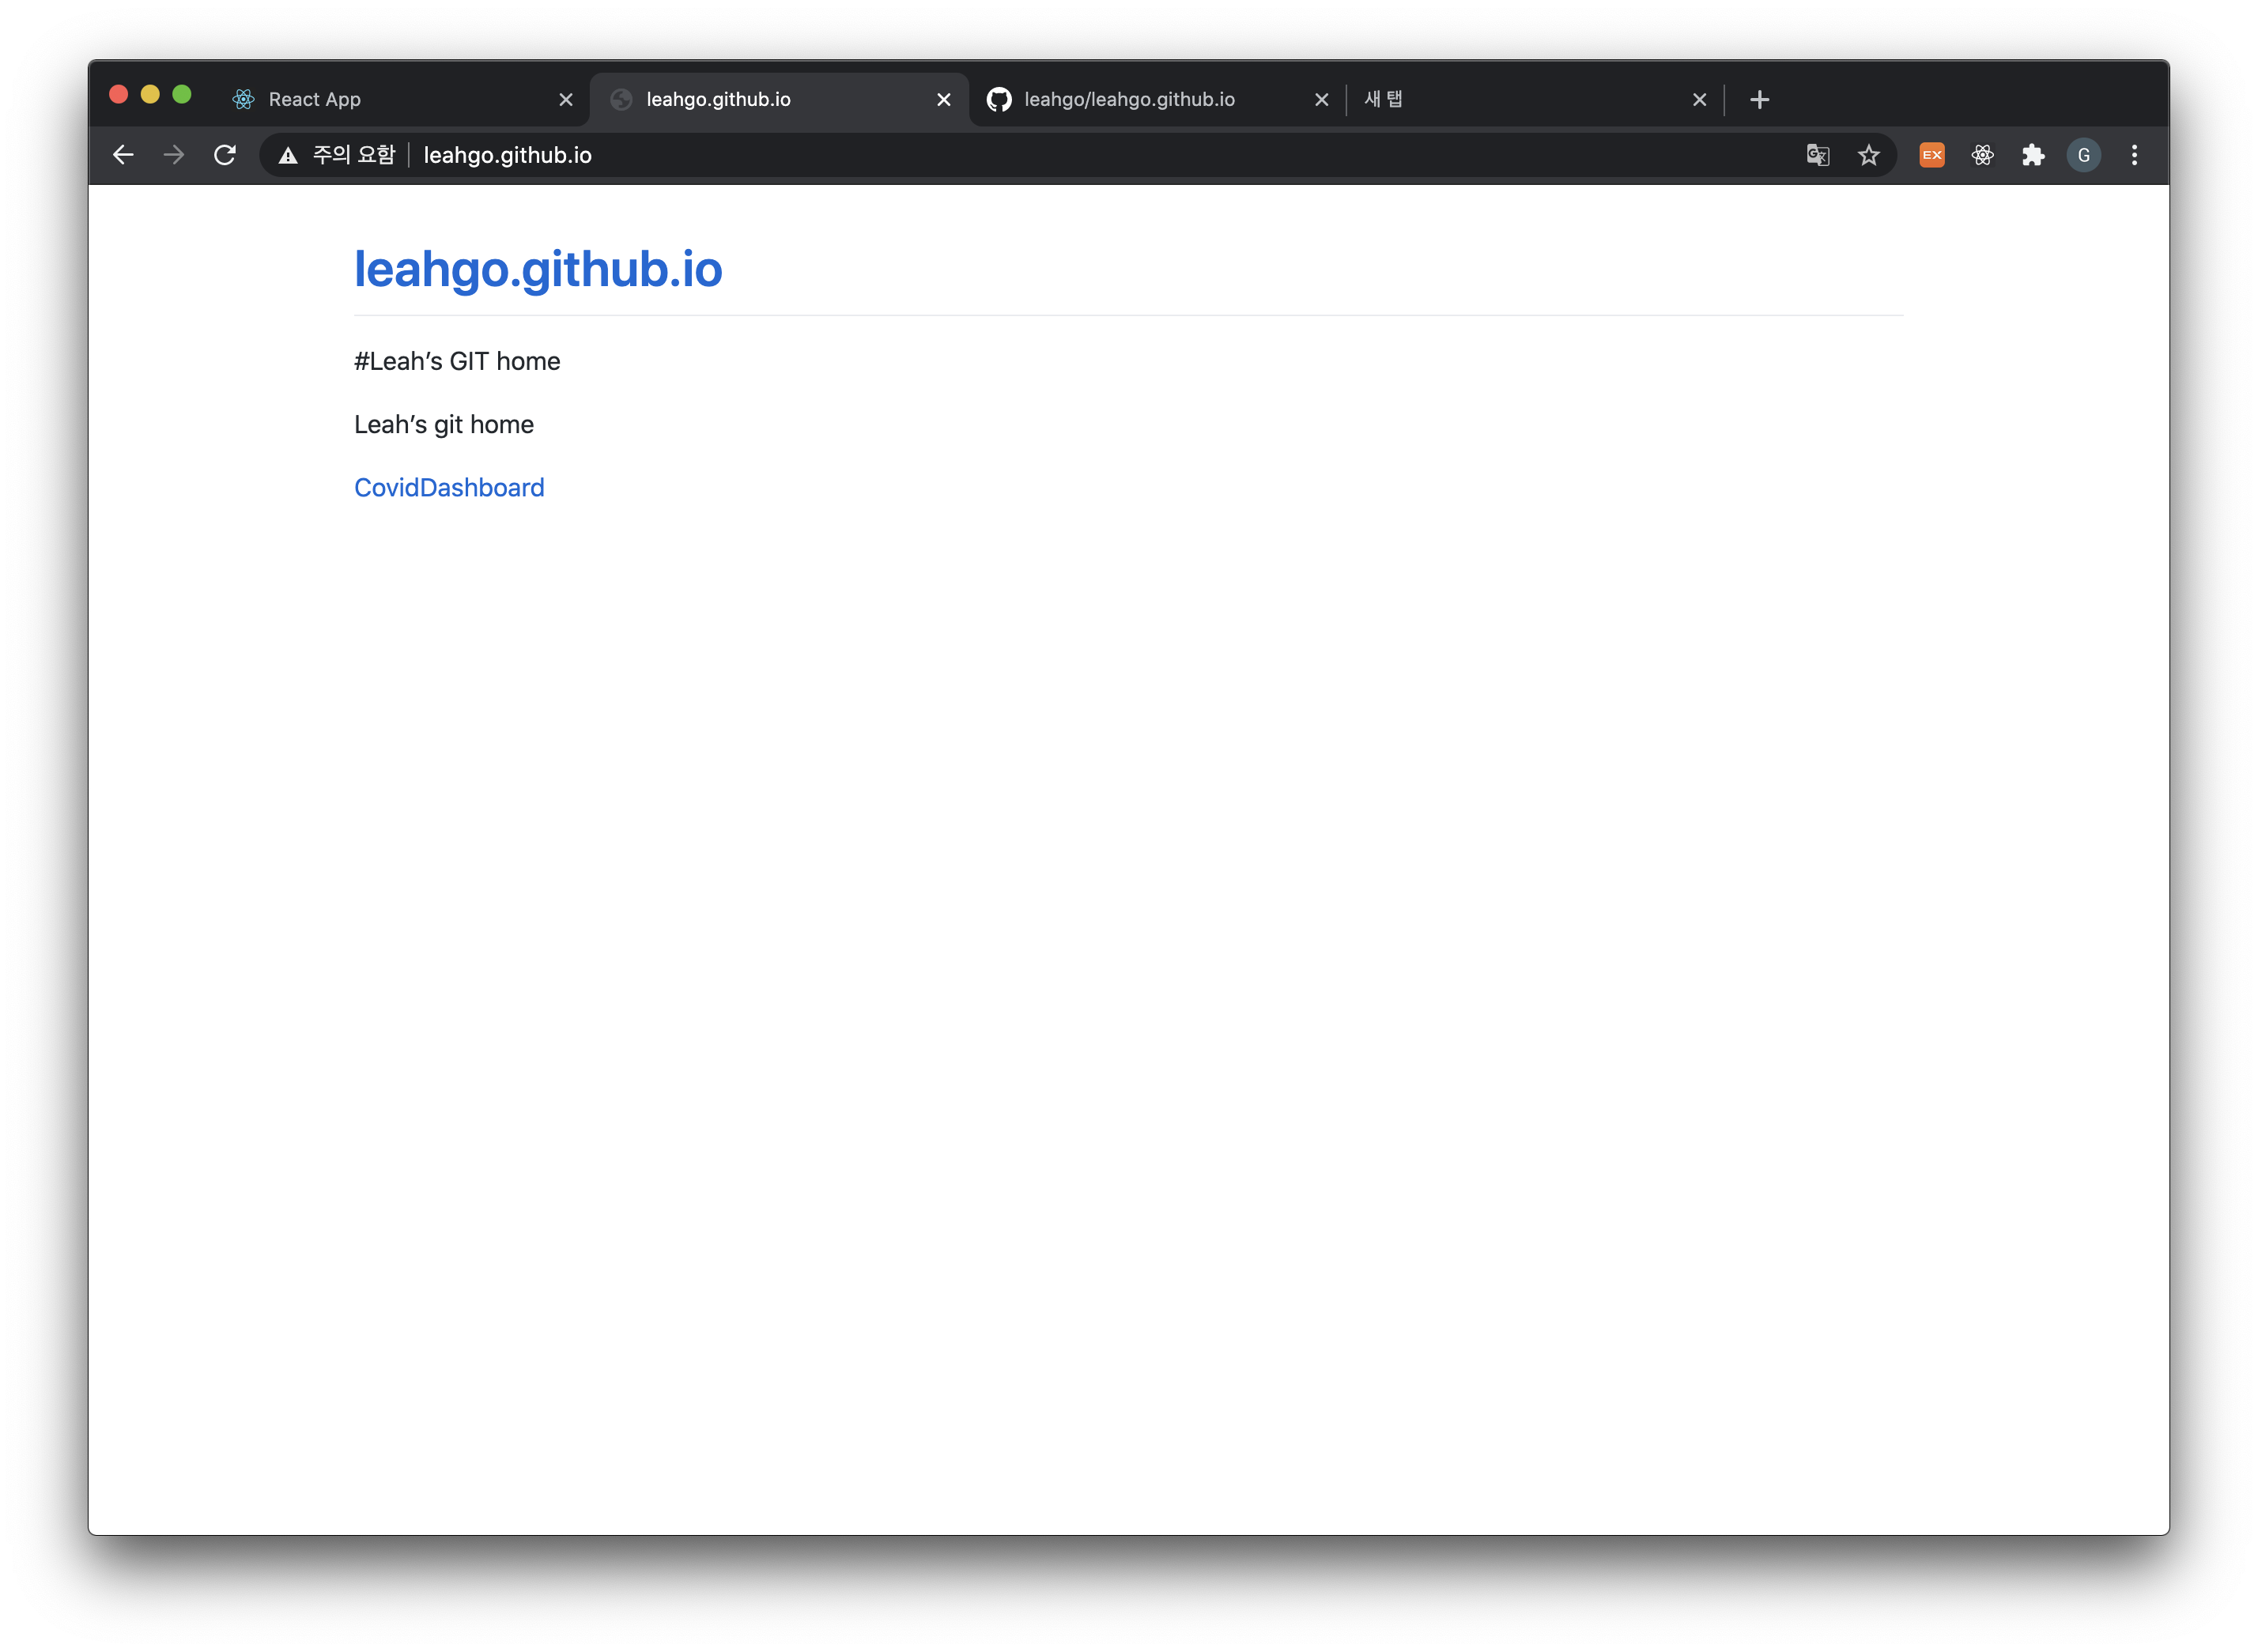 React App
leahgo.github.io
leahgo/leahgo.github.io
새 탭
주의 요함
leahgo.github.io
EX
G
leahgo.github.io
#Leah’s GIT home
Leah’s git home
CovidDashboard